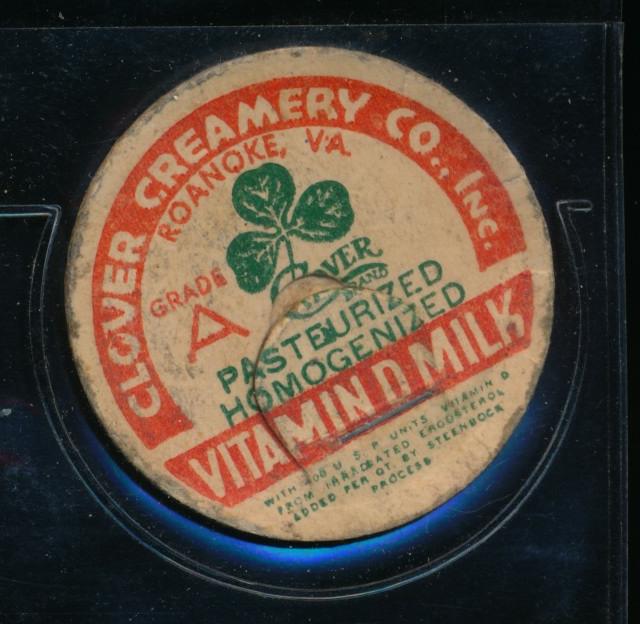 CLOVER CREAMERY CO., INC.
ROANOKE, VA.
GRADE
A
CLOVER
BRAND
PASTEURIZED
HOMOGENIZED
VITAMIN D MILK
WITH 400 U. S. P. UNITS VITAMIN D
FROM IRRADIATED ERGOSTEROL
ADDED PER QT. BY STEENBOCK
PROCESS